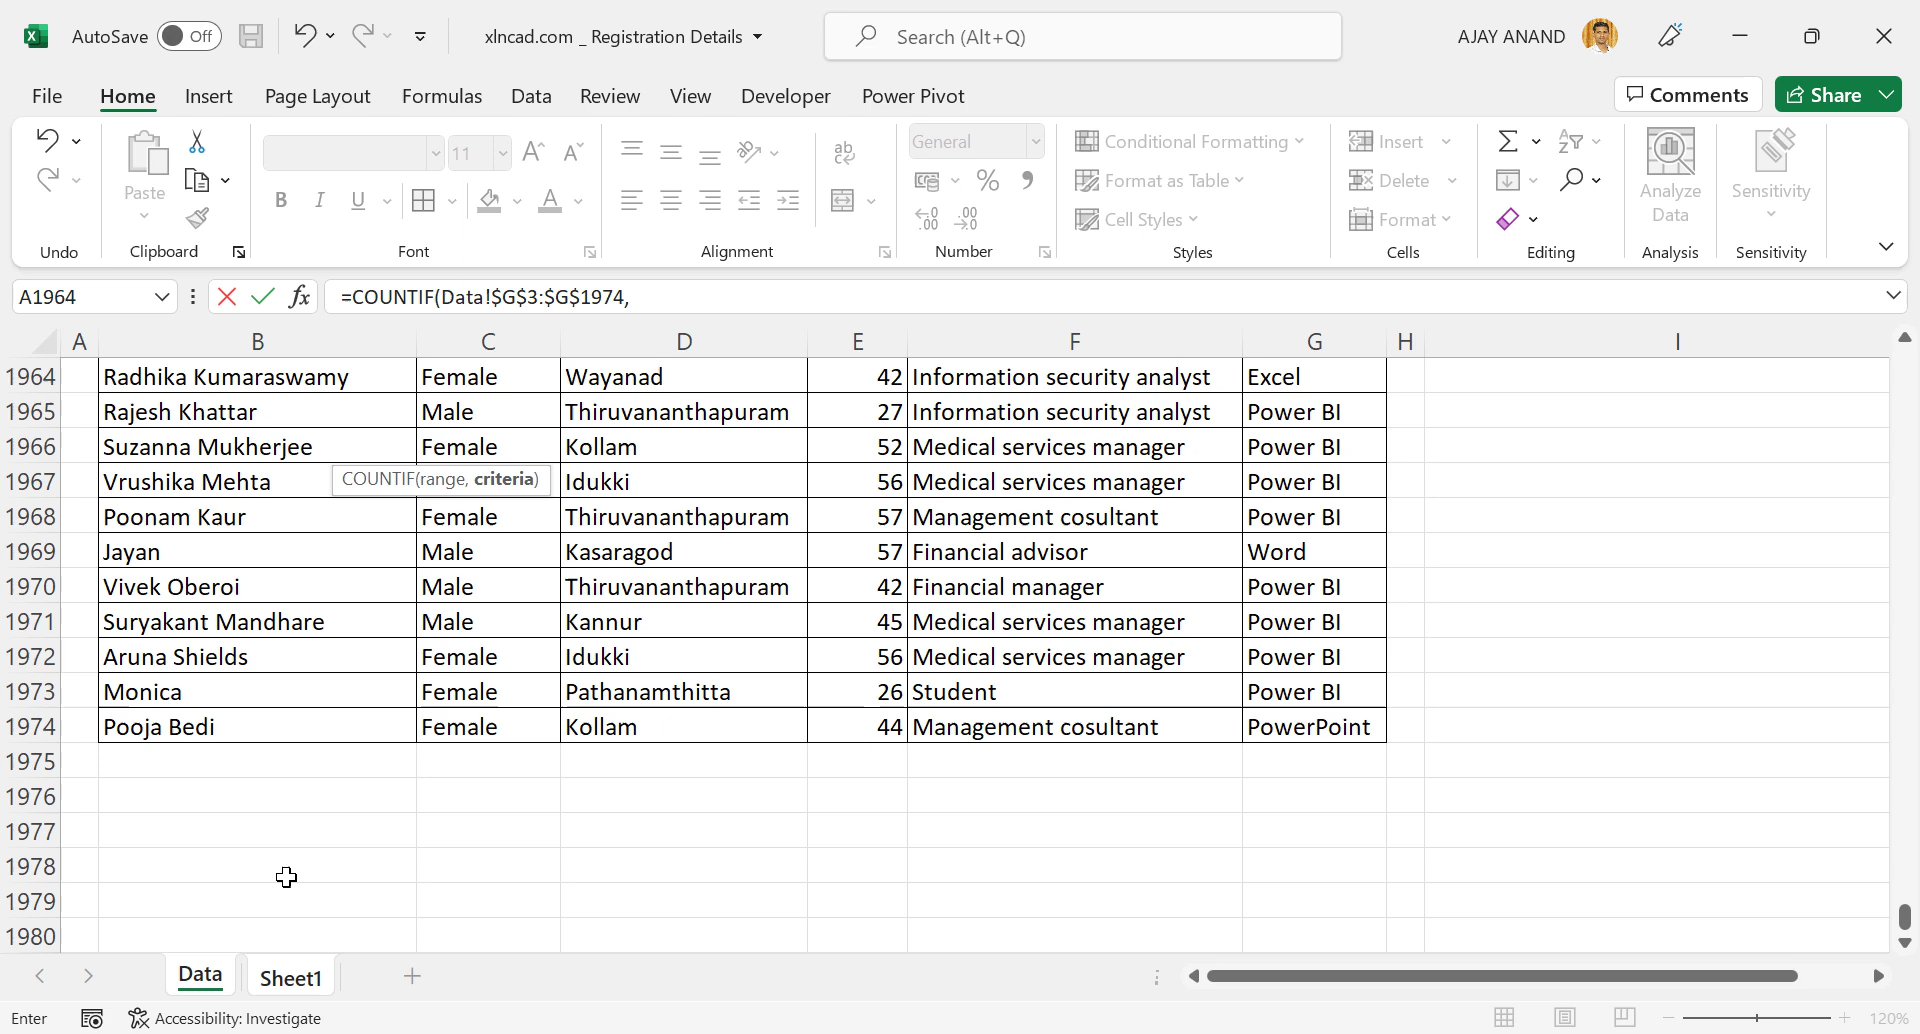 AutoSave Off xlncad.com _ Registration Details Search (Alt+Q) AJAY ANAND
File Home Insert Page Layout Formulas Data Review View Developer Power Pivot Comments Share
Paste 11 General Conditional Formatting Insert
Format as Table Delete
Cell Styles Format
B I U
Analyze Data Sensitivity
Undo Clipboard Font Alignment Number Styles Cells Editing Analysis Sensitivity
A1964 fx =COUNTIF(Data!$G$3:$G$1974,
A B C D E F G H I
1964 Radhika Kumaraswamy Female Wayanad 42 Information security analyst Excel
1965 Rajesh Khattar Male Thiruvananthapuram 27 Information security analyst Power BI
1966 Suzanna Mukherjee Female Kollam 52 Medical services manager Power BI
1967 Vrushika Mehta COUNTIF(range, criteria) Idukki 56 Medical services manager Power BI
1968 Poonam Kaur Female Thiruvananthapuram 57 Management cosultant Power BI
1969 Jayan Male Kasaragod 57 Financial advisor Word
1970 Vivek Oberoi Male Thiruvananthapuram 42 Financial manager Power BI
1971 Suryakant Mandhare Male Kannur 45 Medical services manager Power BI
1972 Aruna Shields Female Idukki 56 Medical services manager Power BI
1973 Monica Female Pathanamthitta 26 Student Power BI
1974 Pooja Bedi Female Kollam 44 Management cosultant PowerPoint
1975
1976
1977
1978
1979
1980
Data Sheet1
Enter Accessibility: Investigate 120%